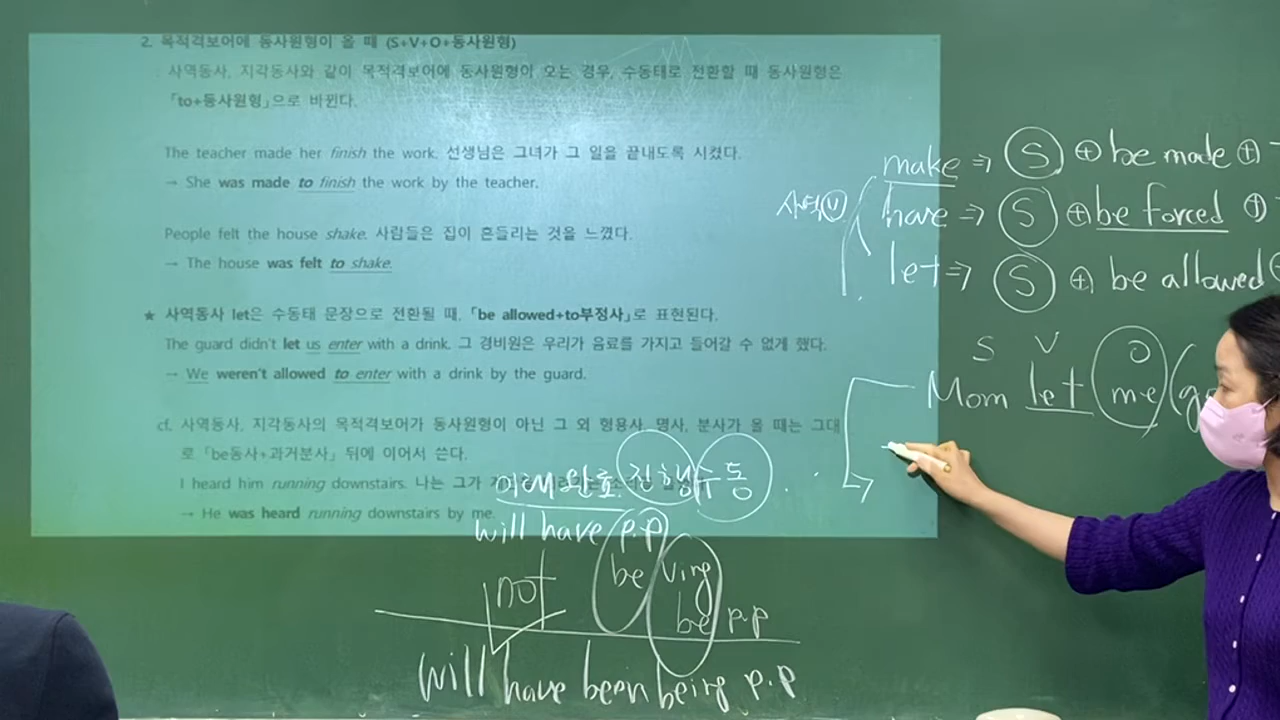 2. 목적격보어에 동사원형이 올 때 (S+V+O+동사원형)
: 사역동사, 지각동사와 같이 목적격보어에 동사원형이 오는 경우, 수동태로 전환할 때 동사원형은
「to+동사원형」으로 바뀐다.
The teacher made her finish the work. 선생님은 그녀가 그 일을 끝내도록 시켰다.
→ She was made to finish the work by the teacher.
People felt the house shake. 사람들은 집이 흔들리는 것을 느꼈다.
→ The house was felt to shake.
★ 사역동사 let은 수동태 문장으로 전환될 때, 「be allowed+to부정사」로 표현된다.
The guard didn't let us enter with a drink. 그 경비원은 우리가 음료를 가지고 들어갈 수 없게 했다.
→ We weren't allowed to enter with a drink by the guard.
cf. 사역동사, 지각동사의 목적격보어가 동사원형이 아닌 그 외 형용사, 명사, 분사가 올 때는 그대
로 「be동사+과거분사」 뒤에 이어서 쓴다.
I heard him running downstairs. 나는 그가
→ He was heard running downstairs by me.
미래완료 진행 수동
will have p.p
be ving
not
be p.p
will have been being p.p
사역 V
make ⇒ S ⊕ be made ⊕
have ⇒ S ⊕ be forced ⊕
let ⇒ S ⊕ be allowed ⊕
S V O
Mom let me (